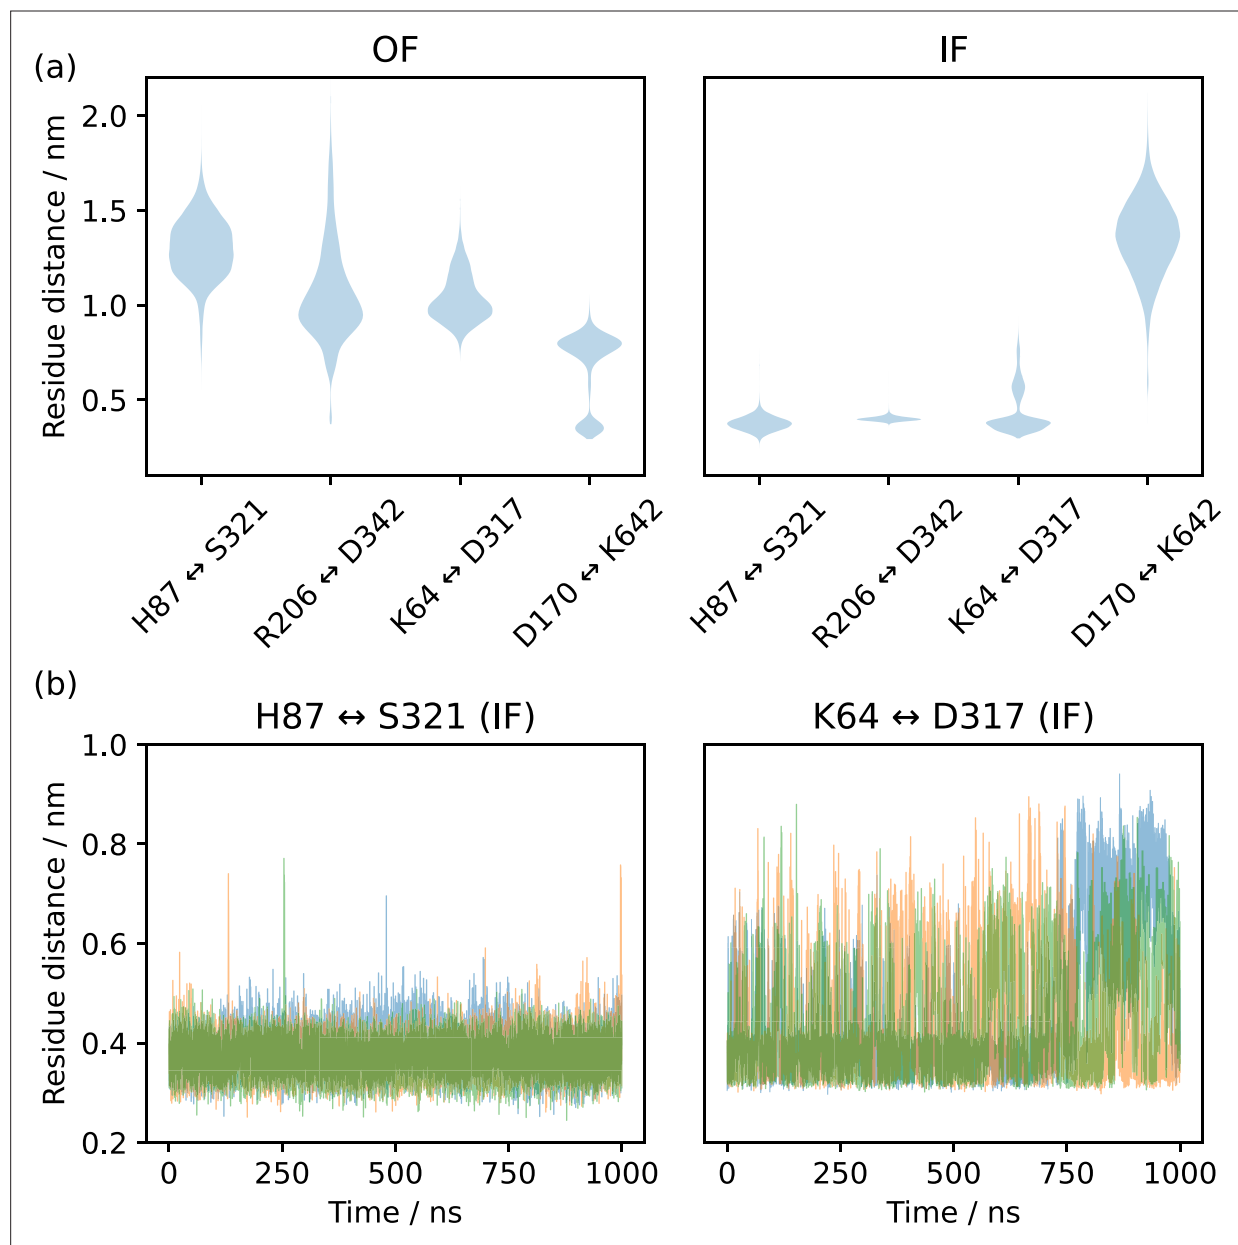 (a)
OF
IF
Residue distance / nm
2.0
1.5
1.0
0.5
H87 ↔ S321
R206 ↔ D342
K64 ↔ D317
D170 ↔ K642
H87 ↔ S321
R206 ↔ D342
K64 ↔ D317
D170 ↔ K642
(b)
H87 ↔ S321 (IF)
K64 ↔ D317 (IF)
Residue distance / nm
1.0
0.8
0.6
0.4
0.2
0 250 500 750 1000
Time / ns
0 250 500 750 1000
Time / ns